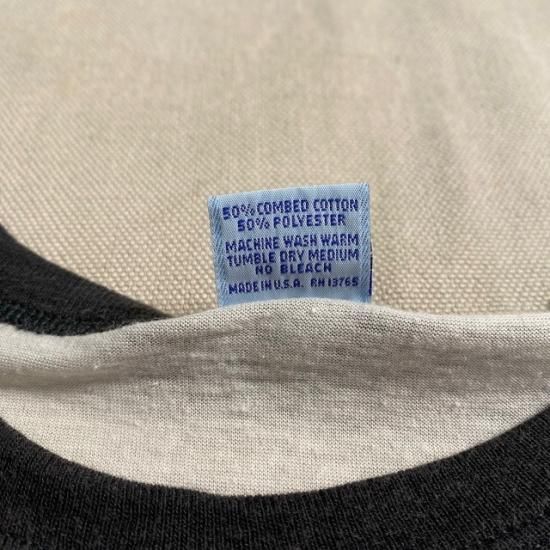 50% COMBED COTTON
50% POLYESTER
MACHINE WASH WARM
TUMBLE DRY MEDIUM
NO BLEACH
MADE IN U.S.A. RN 13765